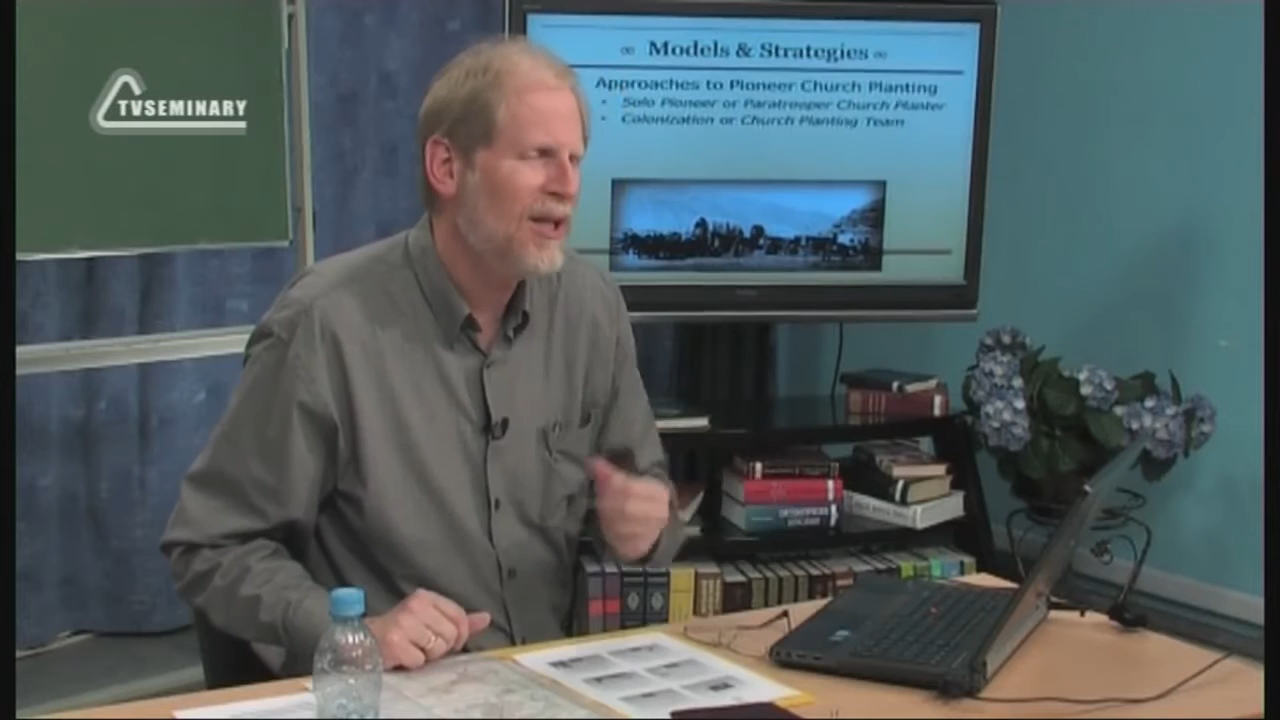 TVSEMINARY
Models & Strategies
Approaches to Pioneer Church Planting
• Solo Pioneer or Paratrooper Church Planter
• Colonization or Church Planting Team